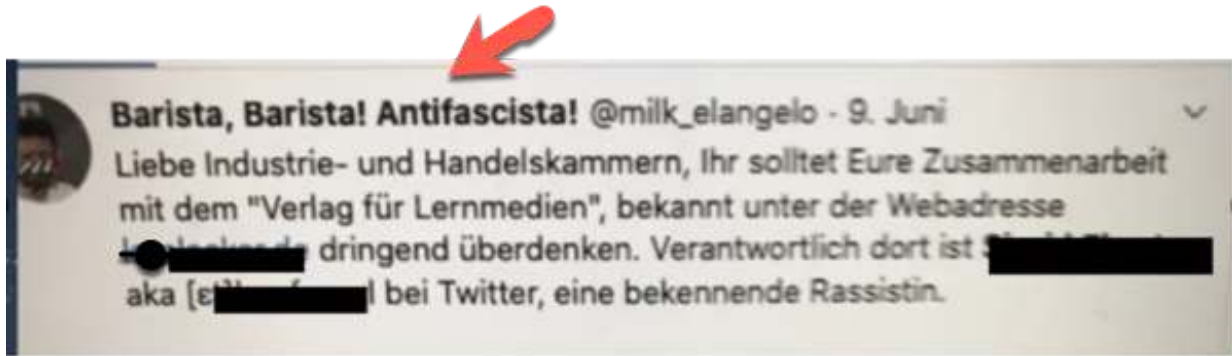 Barista, Barista! Antifascista! @milk_elangelo · 9. Juni
Liebe Industrie- und Handelskammern, Ihr solltet Eure Zusammenarbeit
mit dem "Verlag für Lernmedien", bekannt unter der Webadresse
dringend überdenken. Verantwortlich dort ist
aka bei Twitter, eine bekennende Rassistin.